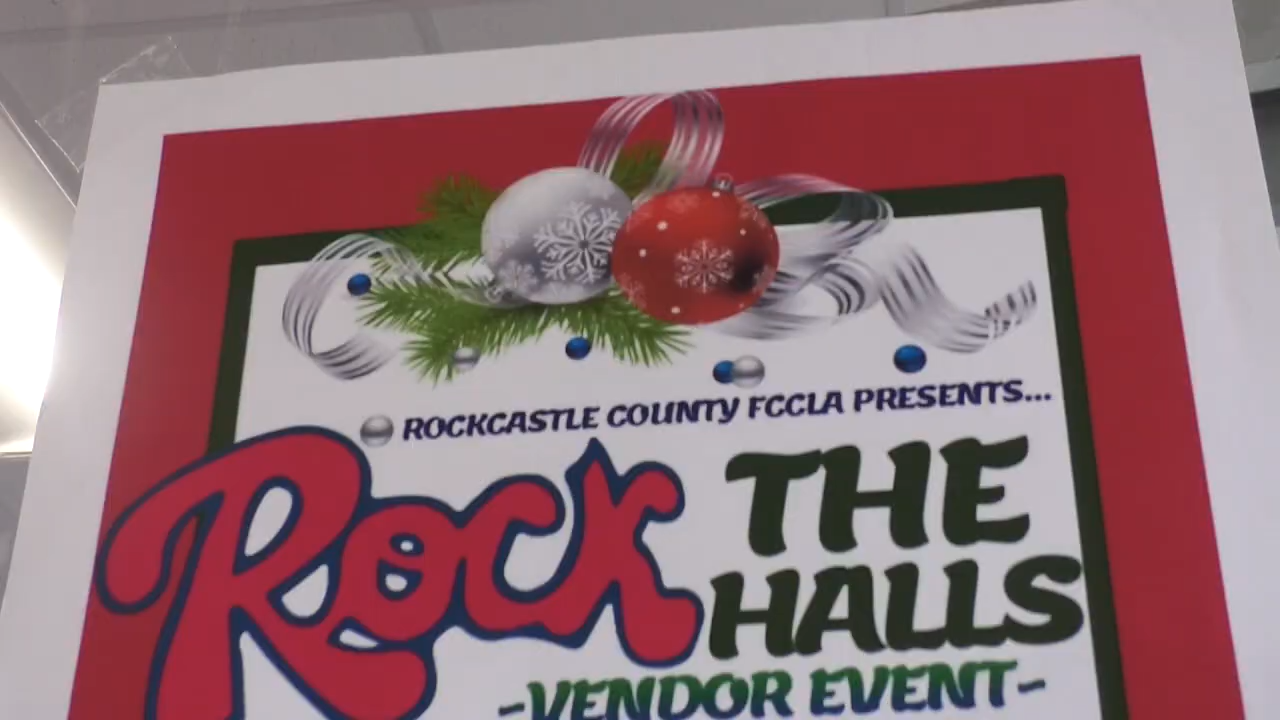 ROCKCASTLE COUNTY FCCLA PRESENTS...
Rock THE
HALLS
-VENDOR EVENT-